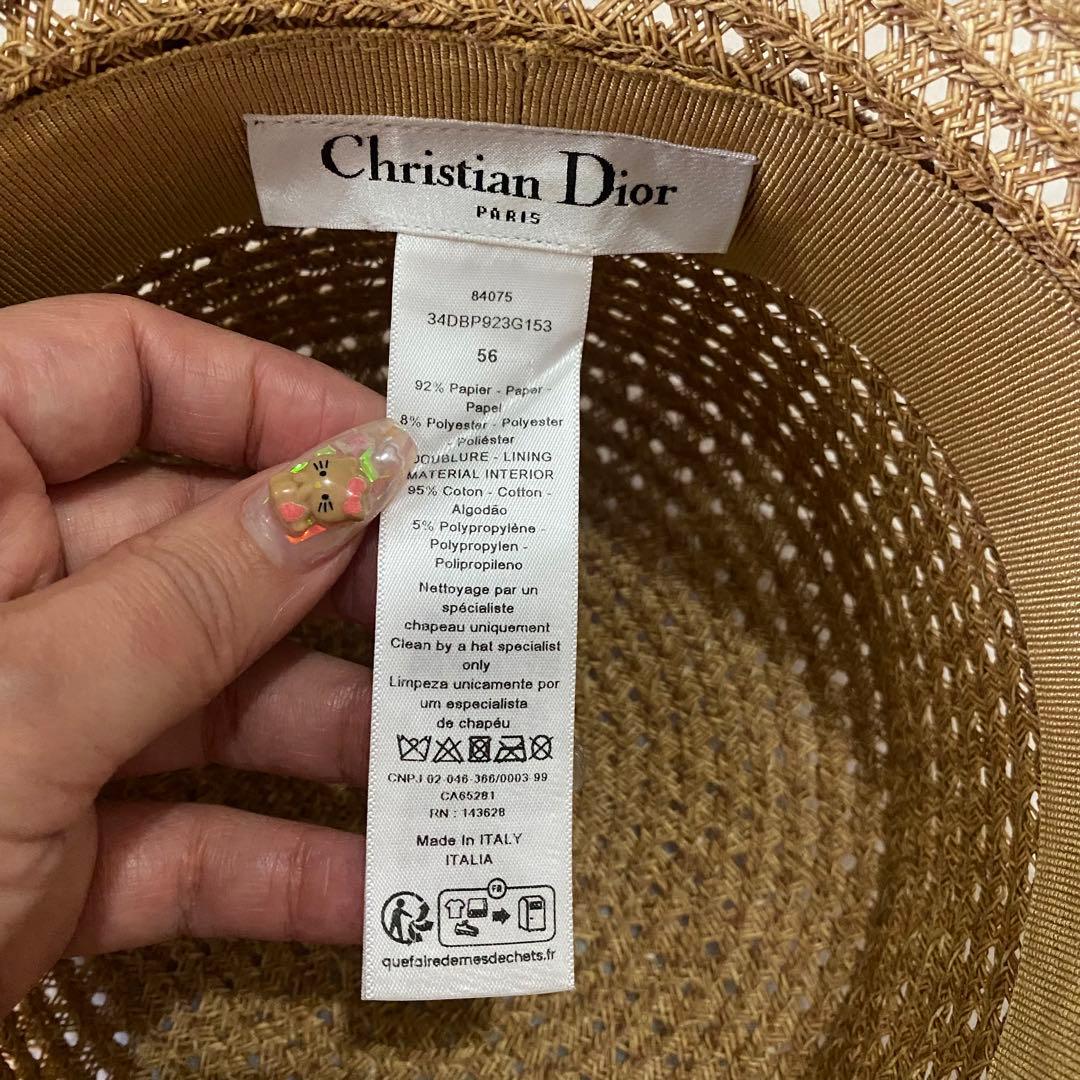 Christian Dior
PARIS
84075
34DBP923G153
56
92% Papier - Paper -
Papel
8% Polyester - Polyester
- Poliéster
DOUBLURE - LINING
MATERIAL INTERIOR
95% Coton - Cotton -
Algodão
5% Polypropylène -
Polypropylen -
Polipropileno
Nettoyage par un
spécialiste
chapeau uniquement
Clean by a hat specialist
only
Limpeza unicamente por
um especialista
de chapéu
CNPJ 02-046-366/0003-99
CA65281
RN : 143628
Made In ITALY
ITALIA
FR
quefairedemesdechets.fr